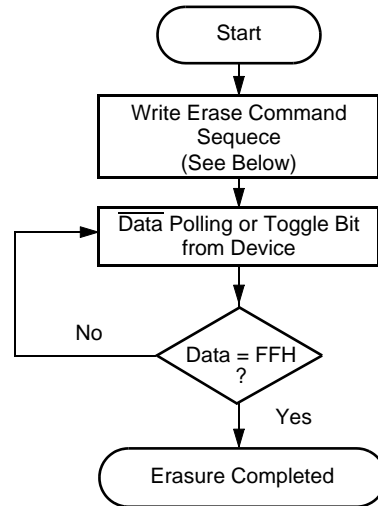 Start
Write Erase Command
Sequece
(See Below)
Data Polling or Toggle Bit
from Device
No
Data = FFH
?
Yes
Erasure Completed